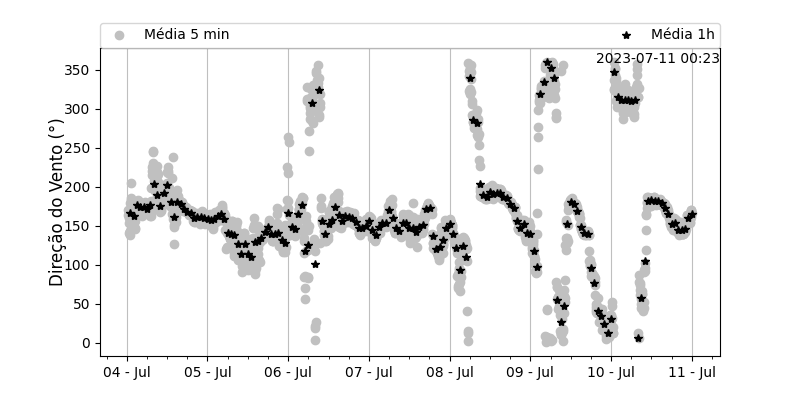 Média 5 min
Média 1h
2023-07-11 00:23
Direção do Vento (°)
350
300
250
200
150
100
50
0
04 - Jul
05 - Jul
06 - Jul
07 - Jul
08 - Jul
09 - Jul
10 - Jul
11 - Jul